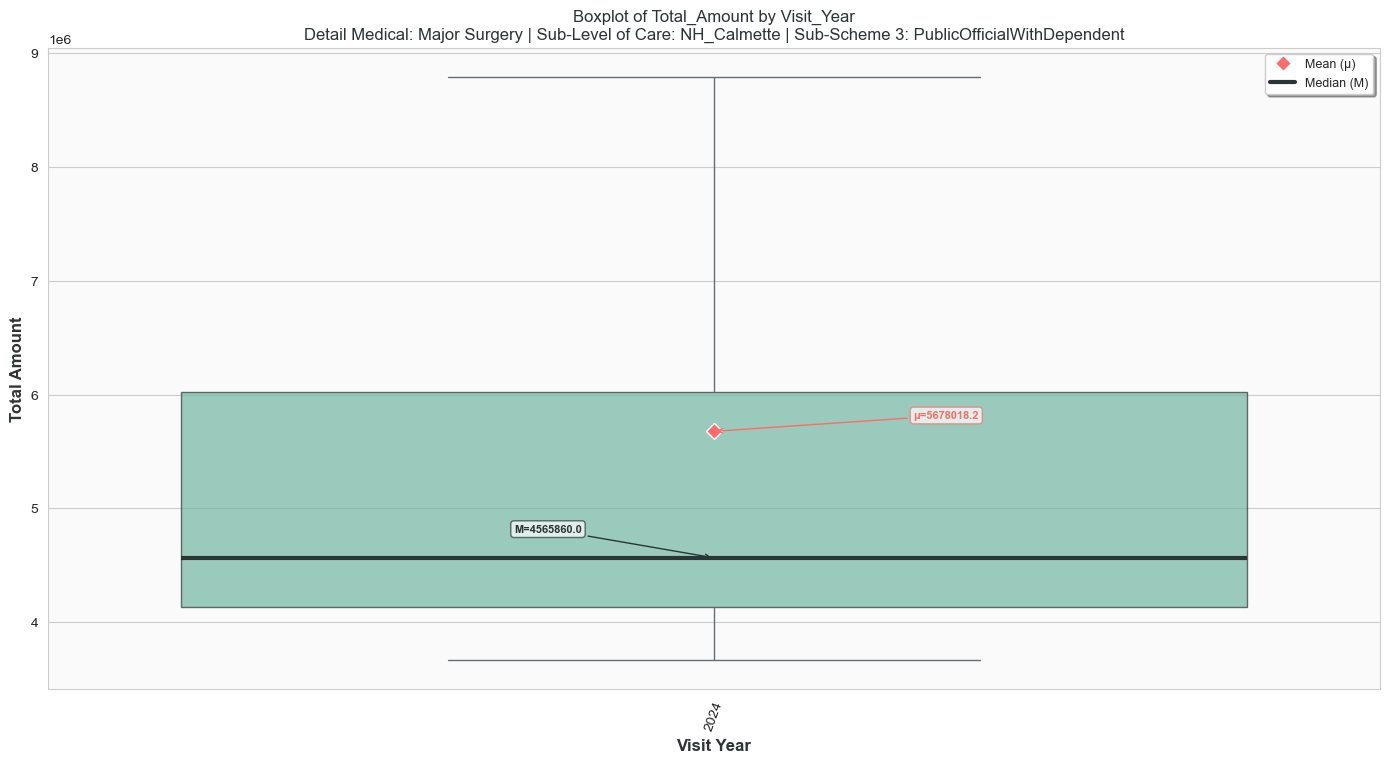 Boxplot of Total_Amount by Visit_Year
Detail Medical: Major Surgery | Sub-Level of Care: NH_Calmette | Sub-Scheme 3: PublicOfficialWithDependent
1e6
9
8
7
6
5
4
Total Amount
Mean (μ)
Median (M)
μ=5678018.2
M=4565860.0
2024
Visit Year